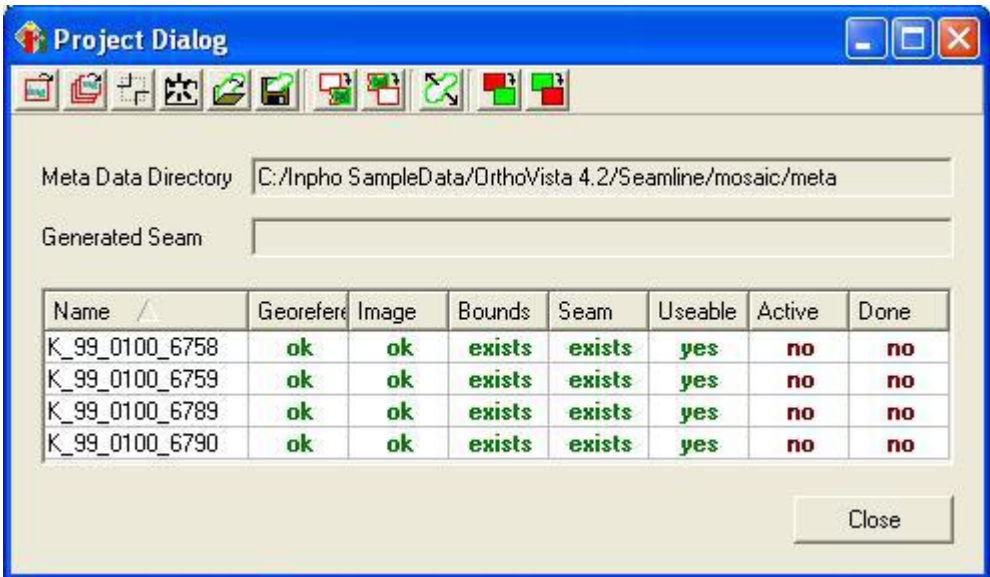 Project Dialog
Meta Data Directory C:/Inpho SampleData/OrthoVista 4.2/Seamline/mosaic/meta
Generated Seam
Name Georefere Image Bounds Seam Useable Active Done
K_99_0100_6758 ok ok exists exists yes no no
K_99_0100_6759 ok ok exists exists yes no no
K_99_0100_6789 ok ok exists exists yes no no
K_99_0100_6790 ok ok exists exists yes no no
Close